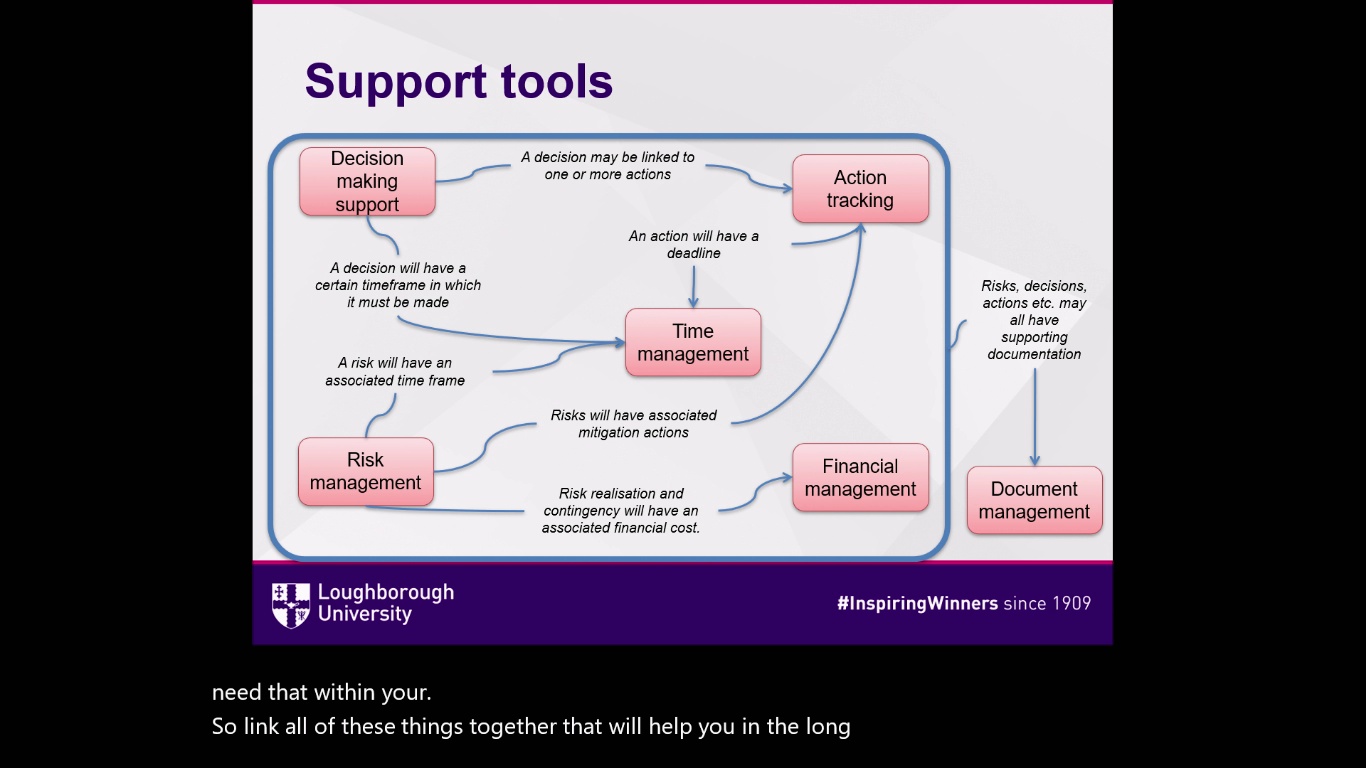 Support tools
Decision
making
support
A decision may be linked to
one or more actions
Action
tracking
An action will have a
deadline
A decision will have a
certain timeframe in which
it must be made
Risks, decisions,
actions etc. may
all have
supporting
documentation
Time
management
A risk will have an
associated time frame
Risks will have associated
mitigation actions
Risk
management
Financial
management
Risk realisation and
contingency will have an
associated financial cost.
Document
management
Loughborough
University
#InspiringWinners since 1909
need that within your.
So link all of these things together that will help you in the long